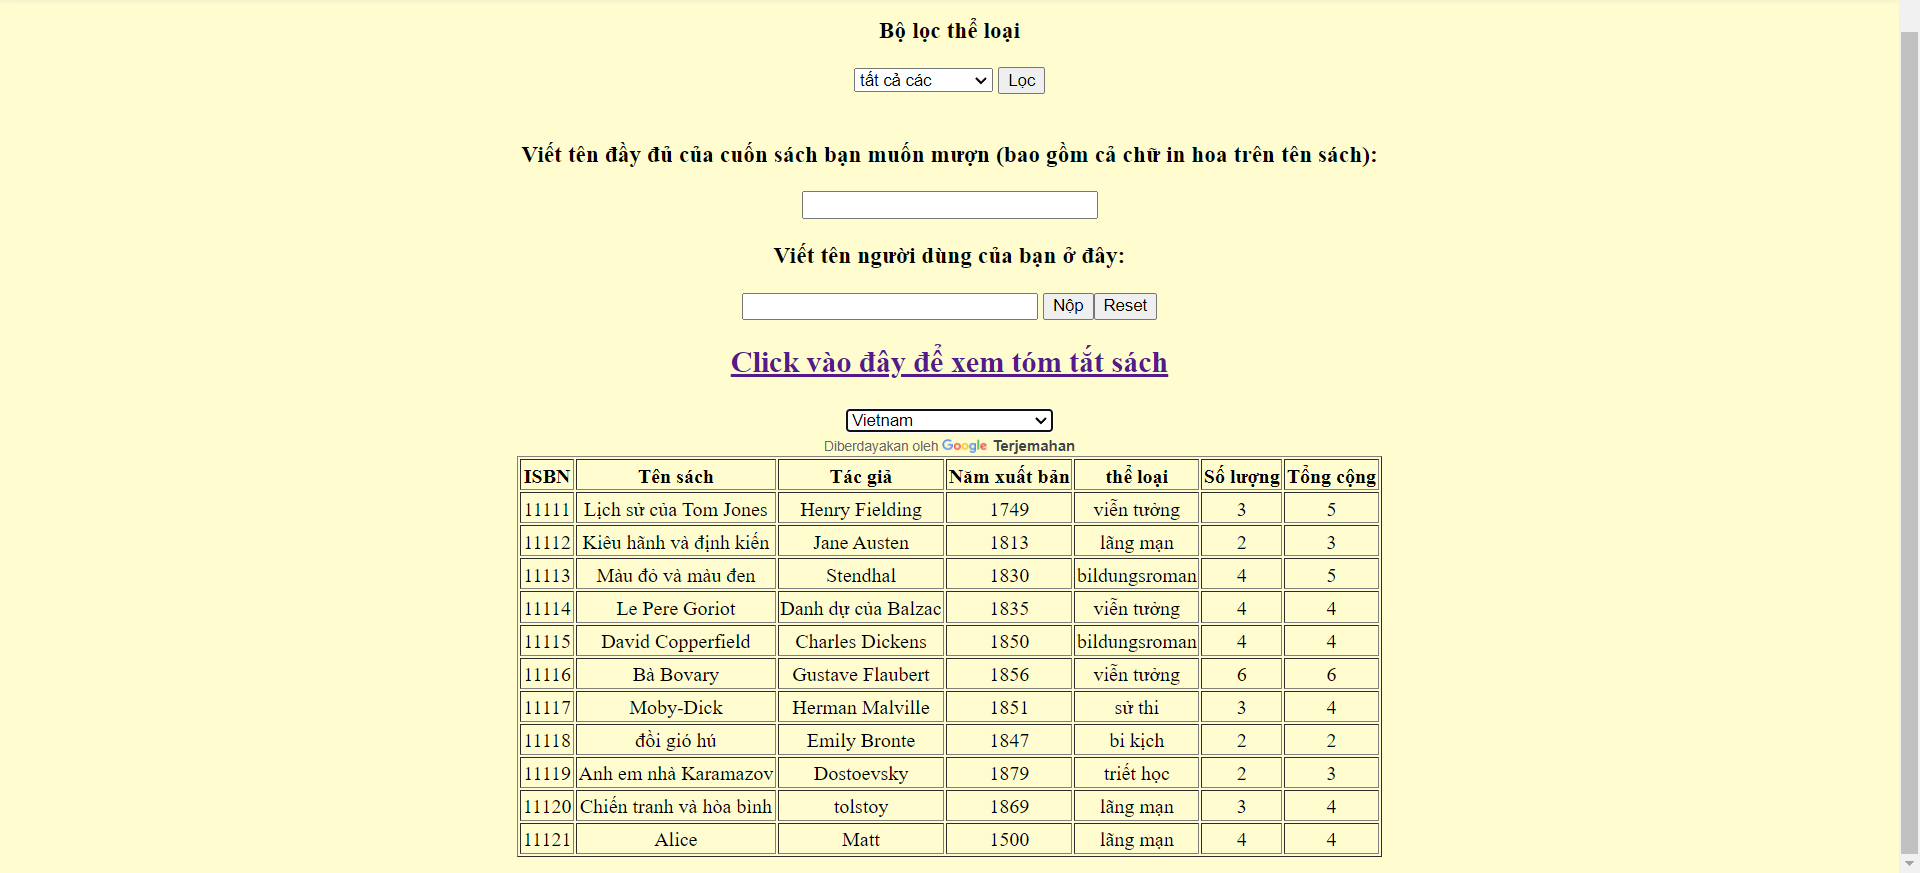 Bộ lọc thể loại
tất cả các Lọc
Viết tên đầy đủ của cuốn sách bạn muốn mượn (bao gồm cả chữ in hoa trên tên sách):
Viết tên người dùng của bạn ở đây:
Nộp Reset
Click vào đây để xem tóm tắt sách
Vietnam
Diberdayakan oleh Google Terjemahan
ISBN Tên sách Tác giả Năm xuất bản thể loại Số lượng Tổng cộng
11111 Lịch sử của Tom Jones Henry Fielding 1749 viễn tưởng 3 5
11112 Kiêu hãnh và định kiến Jane Austen 1813 lãng mạn 2 3
11113 Màu đỏ và màu đen Stendhal 1830 bildungsroman 4 5
11114 Le Pere Goriot Danh dự của Balzac 1835 viễn tưởng 4 4
11115 David Copperfield Charles Dickens 1850 bildungsroman 4 4
11116 Bà Bovary Gustave Flaubert 1856 viễn tưởng 6 6
11117 Moby-Dick Herman Malville 1851 sử thi 3 4
11118 đồi gió hú Emily Bronte 1847 bi kịch 2 2
11119 Anh em nhà Karamazov Dostoevsky 1879 triết học 2 3
11120 Chiến tranh và hòa bình tolstoy 1869 lãng mạn 3 4
11121 Alice Matt 1500 lãng mạn 4 4